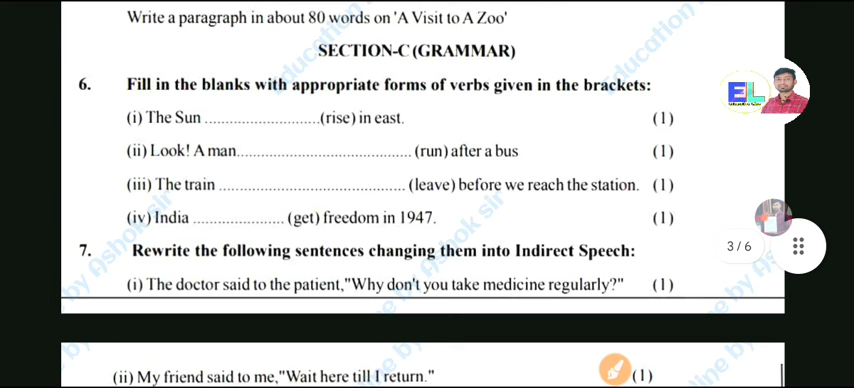 Write a paragraph in about 80 words on 'A Visit to A Zoo'
SECTION-C (GRAMMAR)
6. Fill in the blanks with appropriate forms of verbs given in the brackets:
(i) The Sun ............................(rise) in east. (1)
(ii) Look! A man.......................................... (run) after a bus (1)
(iii) The train ............................................. (leave) before we reach the station. (1)
(iv) India ...................... (get) freedom in 1947. (1)
7. Rewrite the following sentences changing them into Indirect Speech:
(i) The doctor said to the patient,"Why don't you take medicine regularly?" (1)
(ii) My friend said to me,"Wait here till I return." (1)
EL
3 / 6